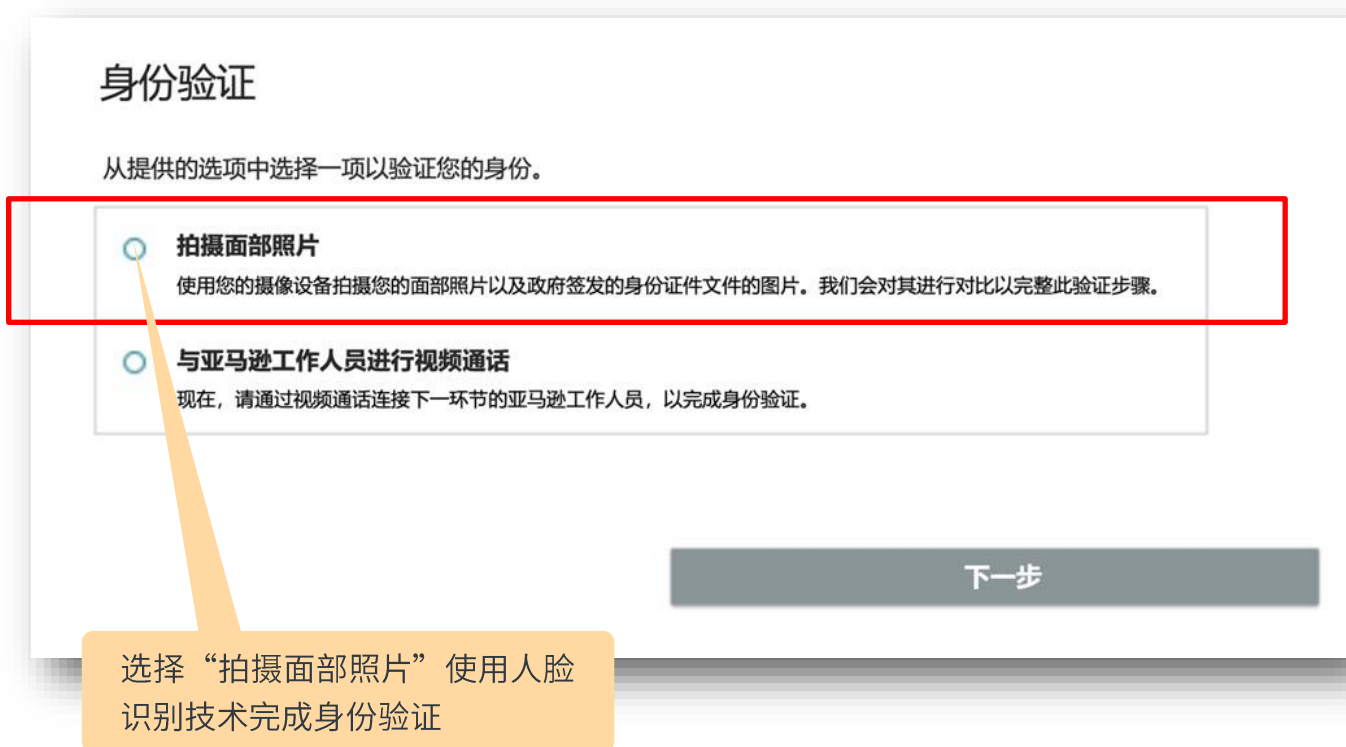 身份验证
从提供的选项中选择一项以验证您的身份。
拍摄面部照片
使用您的摄像设备拍摄您的面部照片以及政府签发的身份证件文件的图片。我们会对其进行对比以完整此验证步骤。
与亚马逊工作人员进行视频通话
现在，请通过视频通话连接下一环节的亚马逊工作人员，以完成身份验证。
下一步
选择“拍摄面部照片”使用人脸
识别技术完成身份验证